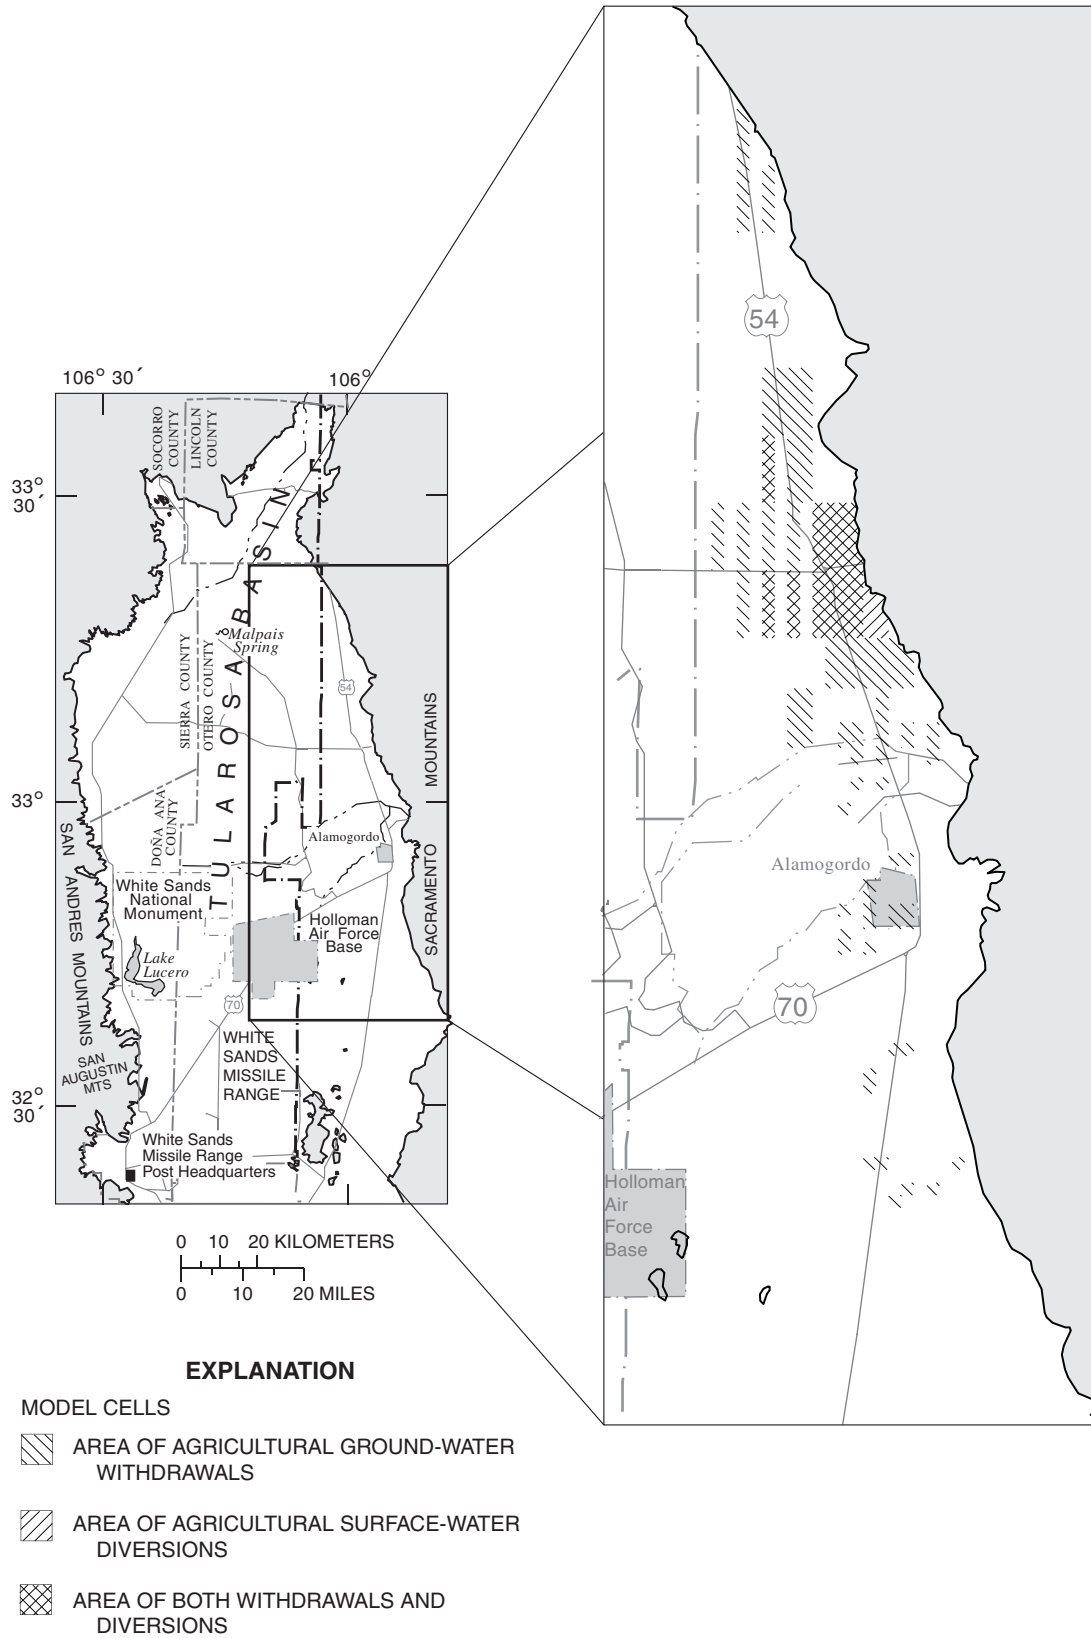 106° 30´
106°
33°
30´
33°
32°
30´
SOCORRO
COUNTY
LINCOLN
COUNTY
TULAROSA BASIN
Malpais
Spring
SIERRA COUNTY
OTERO COUNTY
54
MOUNTAINS
SACRAMENTO
DOÑA ANA
COUNTY
Alamogordo
SAN ANDRES MOUNTAINS
White Sands
National
Monument
Holloman
Air Force
Base
Lake
Lucero
70
WHITE
SANDS
MISSILE
RANGE
SAN
AUGUSTIN
MTS
White Sands
Missile Range
Post Headquarters
54
Alamogordo
70
Holloman
Air
Force
Base
0 10 20 KILOMETERS
0 10 20 MILES
EXPLANATION
MODEL CELLS
AREA OF AGRICULTURAL GROUND-WATER
WITHDRAWALS
AREA OF AGRICULTURAL SURFACE-WATER
DIVERSIONS
AREA OF BOTH WITHDRAWALS AND
DIVERSIONS